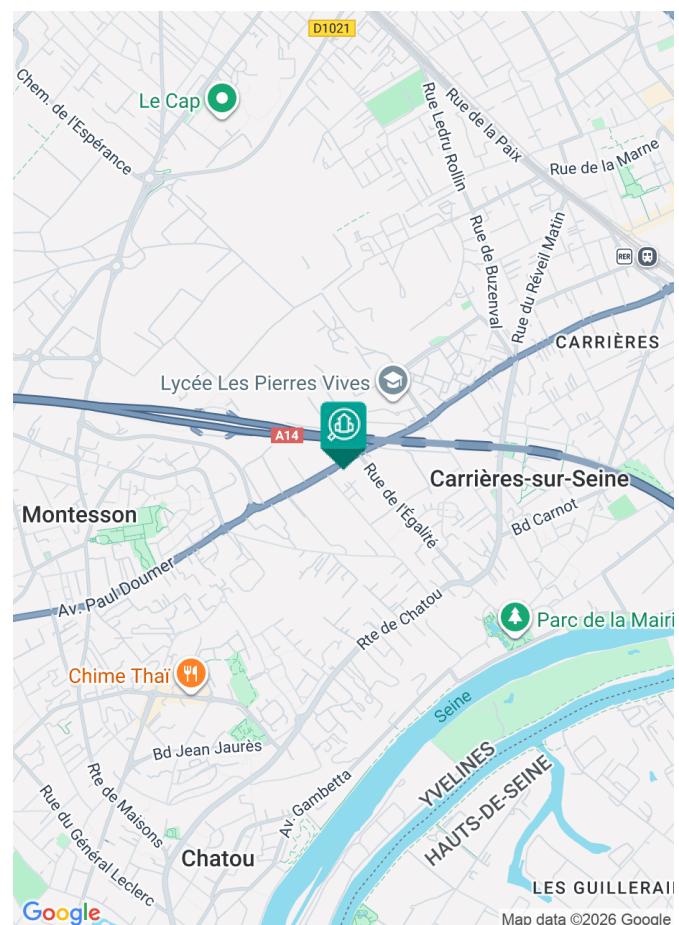 D1021
Chem. de l'Espérance
Le Cap
Rue Ledru Rollin
Rue de la Paix
Rue de la Marne
Rue de Buzenval
Rue du Réveil Matin
RER
CARRIÈRES
Lycée Les Pierres Vives
A14
Carrières-sur-Seine
Montesson
Rue de l'Égalité
Bd Carnot
Av. Paul Doumer
Rte de Chatou
Parc de la Mairi
Chime Thaï
Seine
Bd Jean Jaurès
YVELINES
HAUTS-DE-SEINE
Rte de Maisons
Av. Gambetta
Rue du Général Leclerc
Chatou
LES GUILLERAI
Google
Map data ©2026 Google